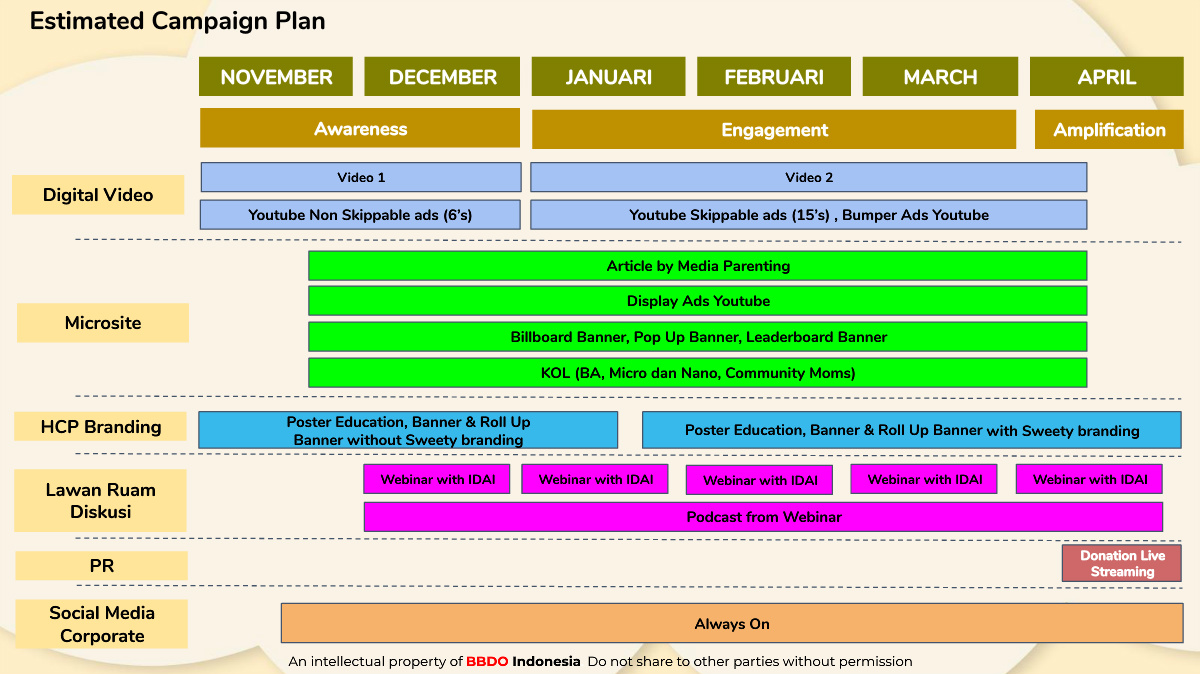 Estimated Campaign Plan
NOVEMBER
DECEMBER
JANUARI
FEBRUARI
MARCH
APRIL
Awareness
Engagement
Amplification
Digital Video
Video 1
Video 2
Youtube Non Skippable ads (6's)
Youtube Skippable ads (15's) , Bumper Ads Youtube
Microsite
Article by Media Parenting
Display Ads Youtube
Billboard Banner, Pop Up Banner, Leaderboard Banner
KOL (BA, Micro dan Nano, Community Moms)
HCP Branding
Poster Education, Banner & Roll Up
Banner without Sweety branding
Poster Education, Banner & Roll Up Banner with Sweety branding
Lawan Ruam
Diskusi
Webinar with IDAI
Webinar with IDAI
Webinar with IDAI
Webinar with IDAI
Webinar with IDAI
Podcast from Webinar
PR
Donation Live
Streaming
Social Media
Corporate
Always On
An intellectual property of BBDO Indonesia Do not share to other parties without permission